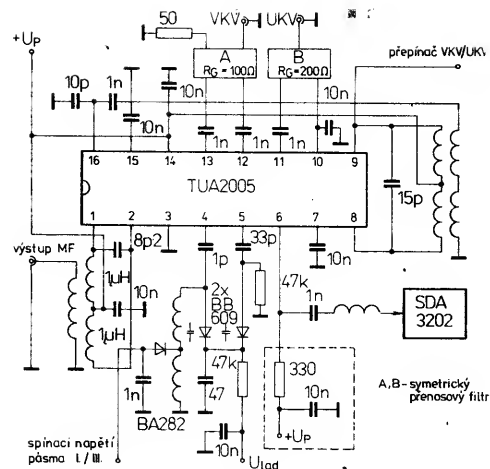 50
VKV
UKV
+Up
A
RG=100Ω
B
RG=200Ω
přepínač VKV/UKV
10p
1n
10n
10n
1n
1n
1n
10n
16
15
14
13
12
11
10
9
TUA2005
15p
1
2
3
4
5
6
7
8
výstup MF
8p2
33p
10n
1p
1µH
10n
1µH
2x
BB
609
47k
1n
SDA
3202
47k
330
1n
47
10n
BA282
A,B-symetrický
přenosový filtr
spínací napětí
pásma I./III.
10n
Ulad
+Up